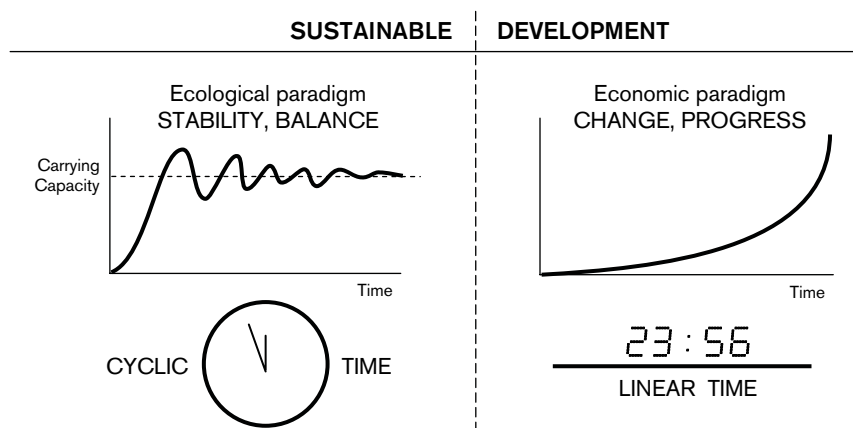 SUSTAINABLE DEVELOPMENT
Ecological paradigm
STABILITY, BALANCE
Carrying
Capacity
Time
CYCLIC TIME
Economic paradigm
CHANGE, PROGRESS
Time
23:56
LINEAR TIME